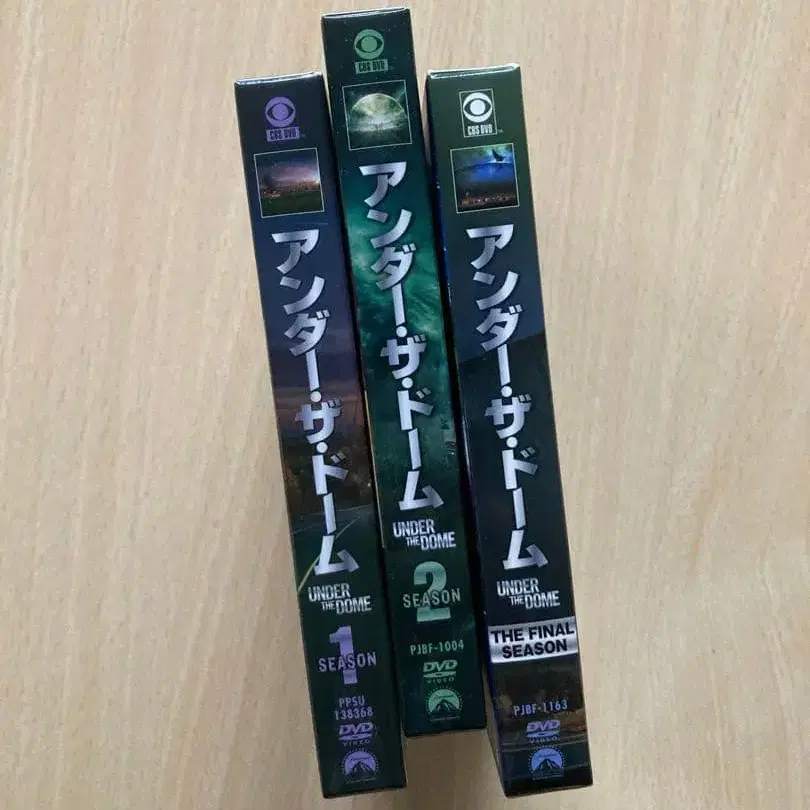 CBS DVD
アンダー・ザ・ドーム
UNDER
THE DOME
SEASON 1
PPSU
138368
DVD
VIDEO
CBS DVD
アンダー・ザ・ドーム
UNDER
THE DOME
SEASON 2
PJBF-1004
DVD
VIDEO
CBS DVD
アンダー・ザ・ドーム
UNDER
THE DOME
THE FINAL
SEASON
PJBF-1163
DVD
VIDEO